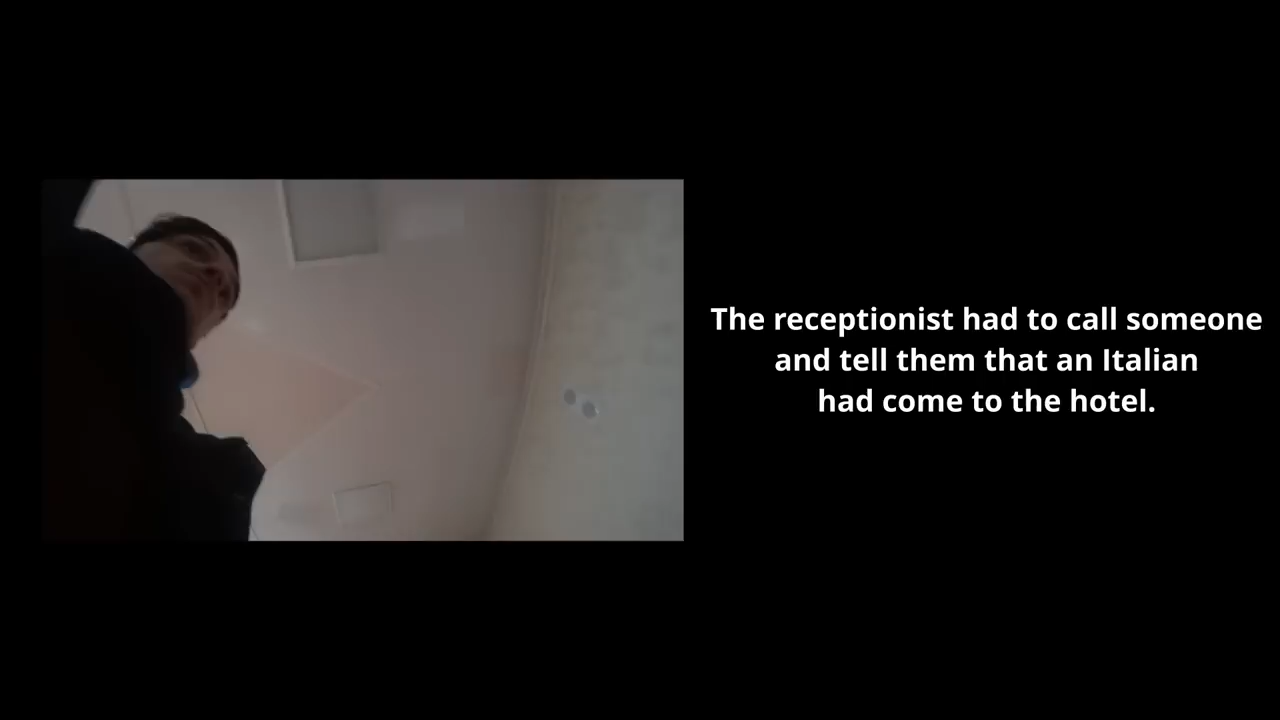 The receptionist had to call someone
and tell them that an Italian
had come to the hotel.